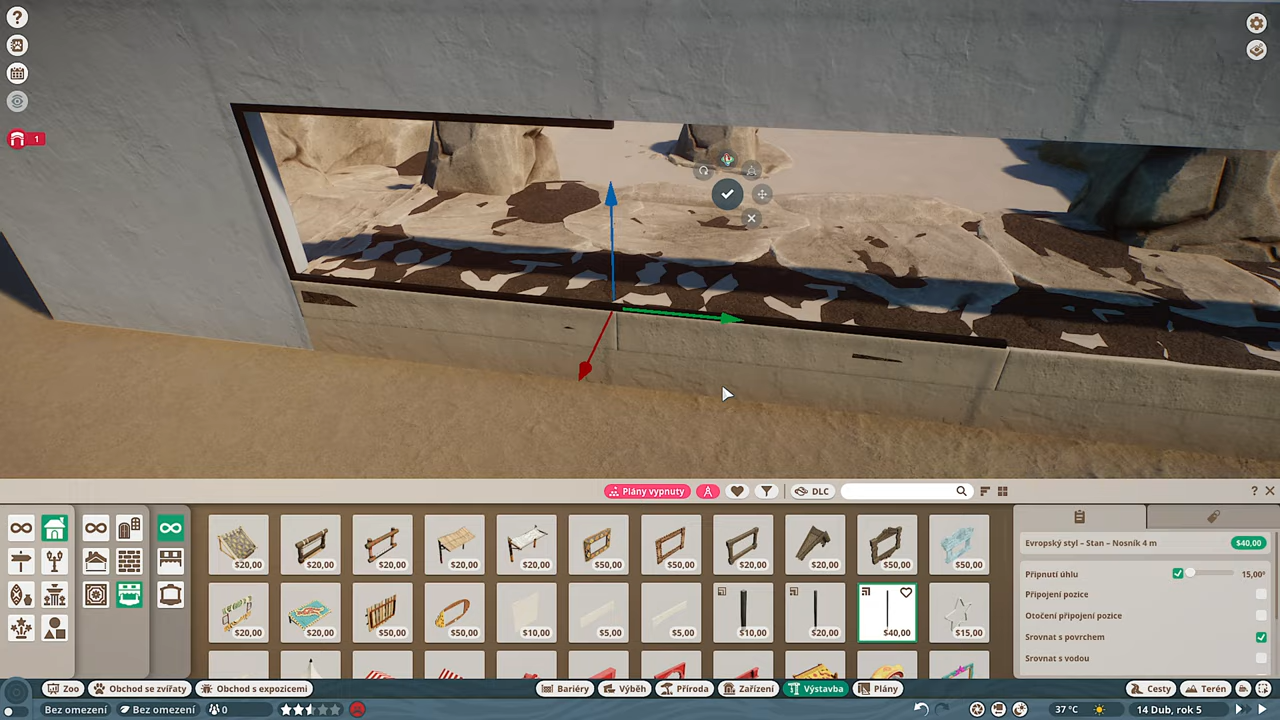 ?
1
Plány vypnuty
DLC
?
$20,00 $20,00 $20,00 $20,00 $20,00 $50,00 $50,00 $20,00 $20,00 $50,00 $50,00
Evropský styl – Stan – Nosník 4 m $40,00
Připnutí úhlu 15,00°
Připojení pozice
Otočení připojení pozice
Srovnat s povrchem
Srovnat s vodou
$20,00 $20,00 $50,00 $50,00 $10,00 $5,00 $5,00 $10,00 $20,00 $40,00 $15,00
Zoo Obchod se zvířaty Obchod s expozicemi Bariéry Výběh Příroda Zařízení Výstavba Plány Cesty Terén
Bez omezení Bez omezení 0 37 °C 14 Dub, rok 5